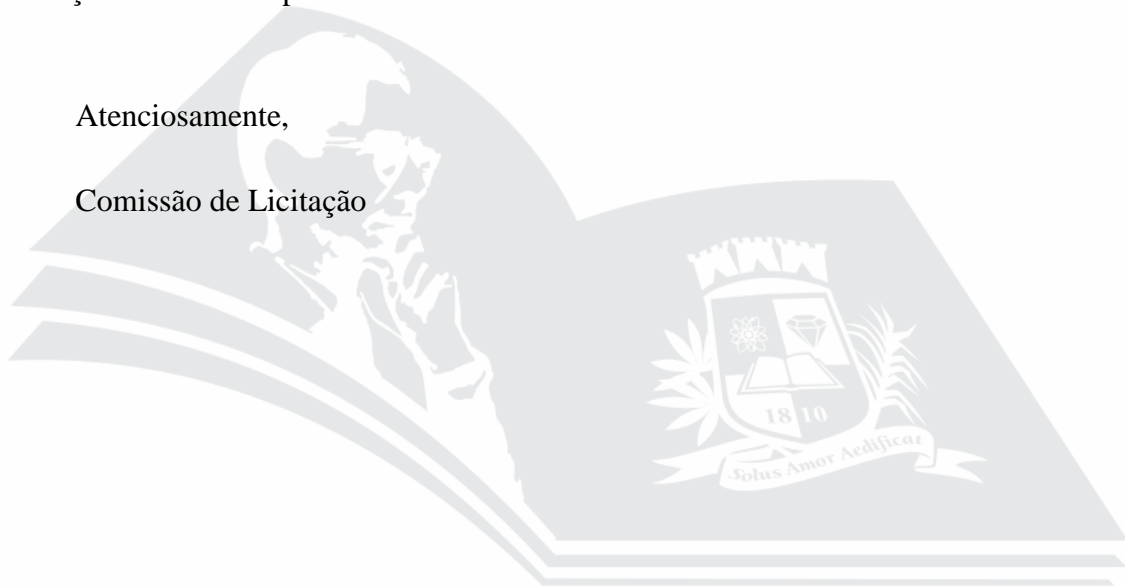 Atenciosamente,
Comissão de Licitação
18 10
Solus Amor Aedificat